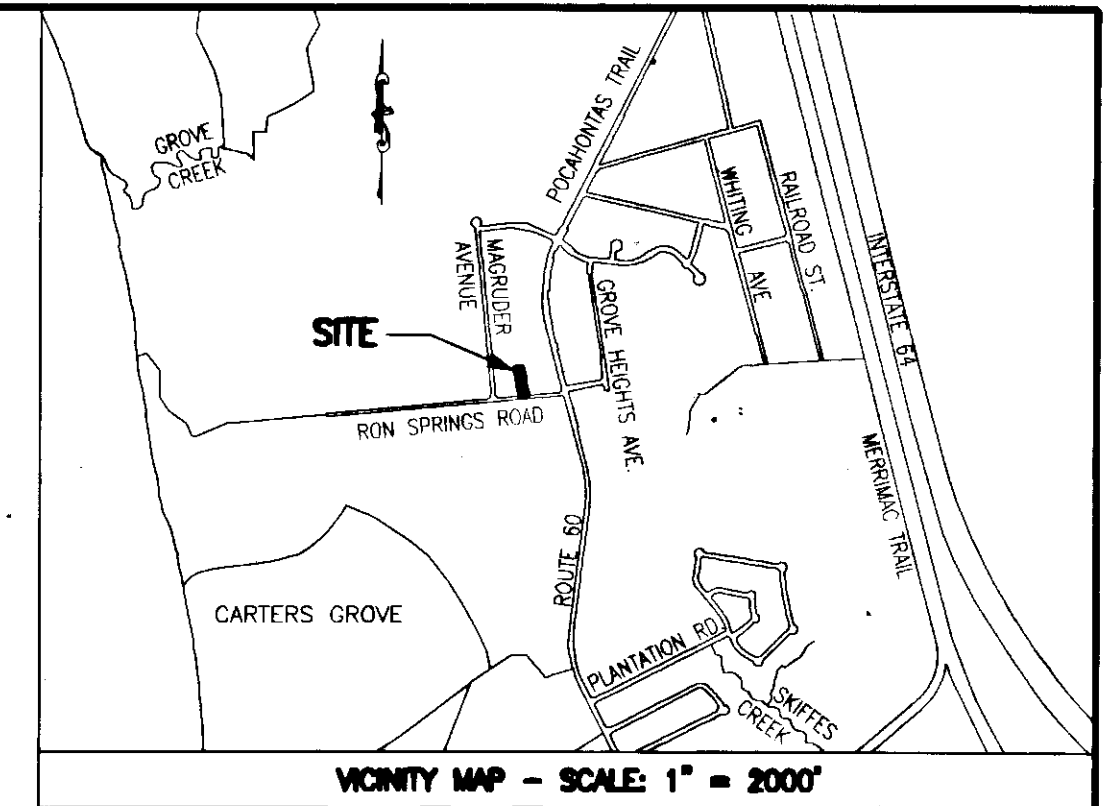 POCAHONTAS TRAIL
GROVE
CREEK
WHITING
AVE
RAILROAD ST.
INTERSTATE 64
MAGRUDER
AVENUE
GROVE HEIGHTS AVE.
SITE
RON SPRINGS ROAD
MERRIMAC TRAIL
ROUTE 60
CARTERS GROVE
PLANTATION RD.
SKIFFES
CREEK
VICINITY MAP - SCALE: 1" = 2000'